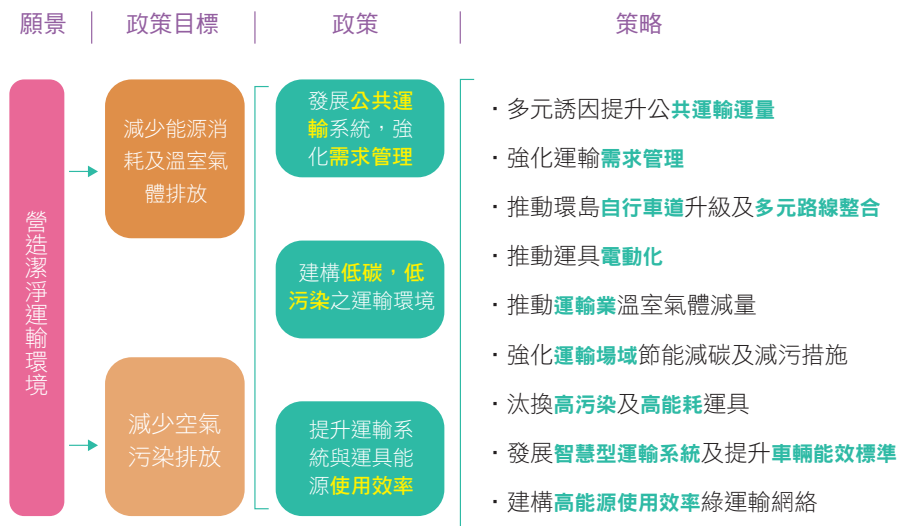 願景
政策目標
政策
策略
營造潔淨運輸環境
減少能源消
耗及溫室氣
體排放
減少空氣
污染排放
發展公共運
輸系統，強
化需求管理
建構低碳，低
污染之運輸環境
提升運輸系
統與運具能
源使用效率
・多元誘因提升公共運輸運量
・強化運輸需求管理
・推動環島自行車道升級及多元路線整合
・推動運具電動化
・推動運輸業溫室氣體減量
・強化運輸場域節能減碳及減污措施
・汰換高污染及高能耗運具
・發展智慧型運輸系統及提升車輛能效標準
・建構高能源使用效率綠運輸網絡